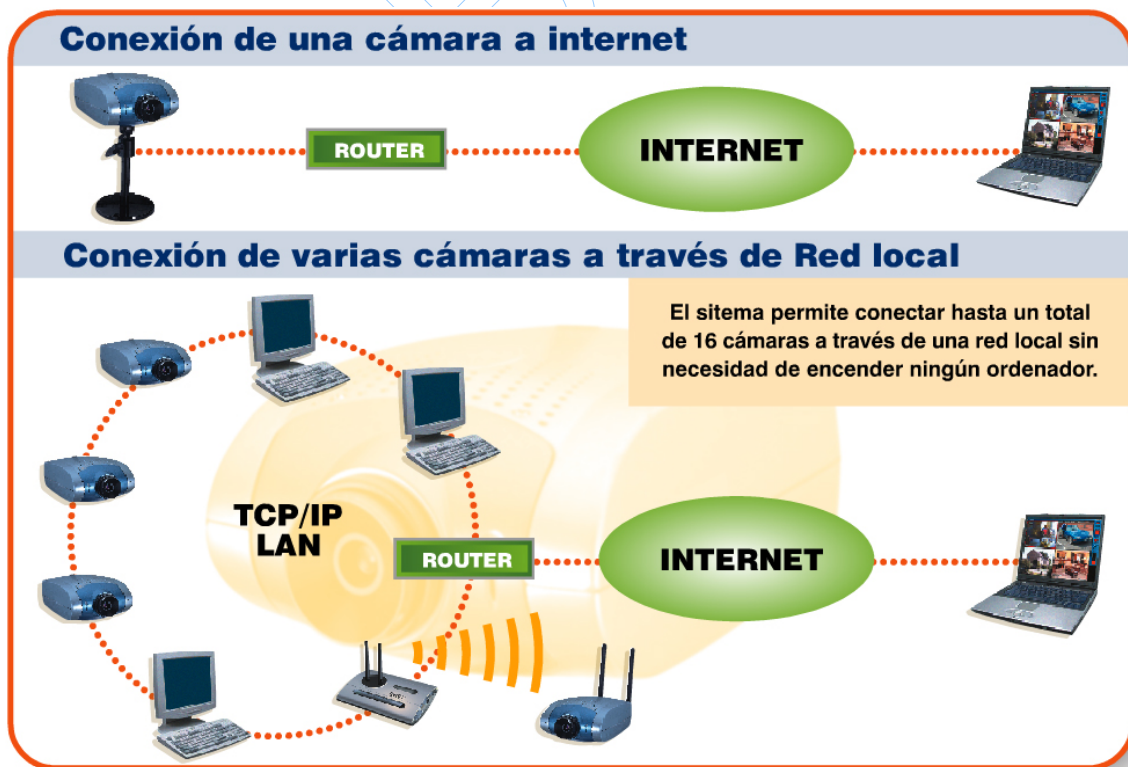 Conexión de una cámara a internet
ROUTER
INTERNET
Conexión de varias cámaras a través de Red local
El sitema permite conectar hasta un total
de 16 cámaras a través de una red local sin
necesidad de encender ningún ordenador.
TCP/IP
LAN
ROUTER
INTERNET